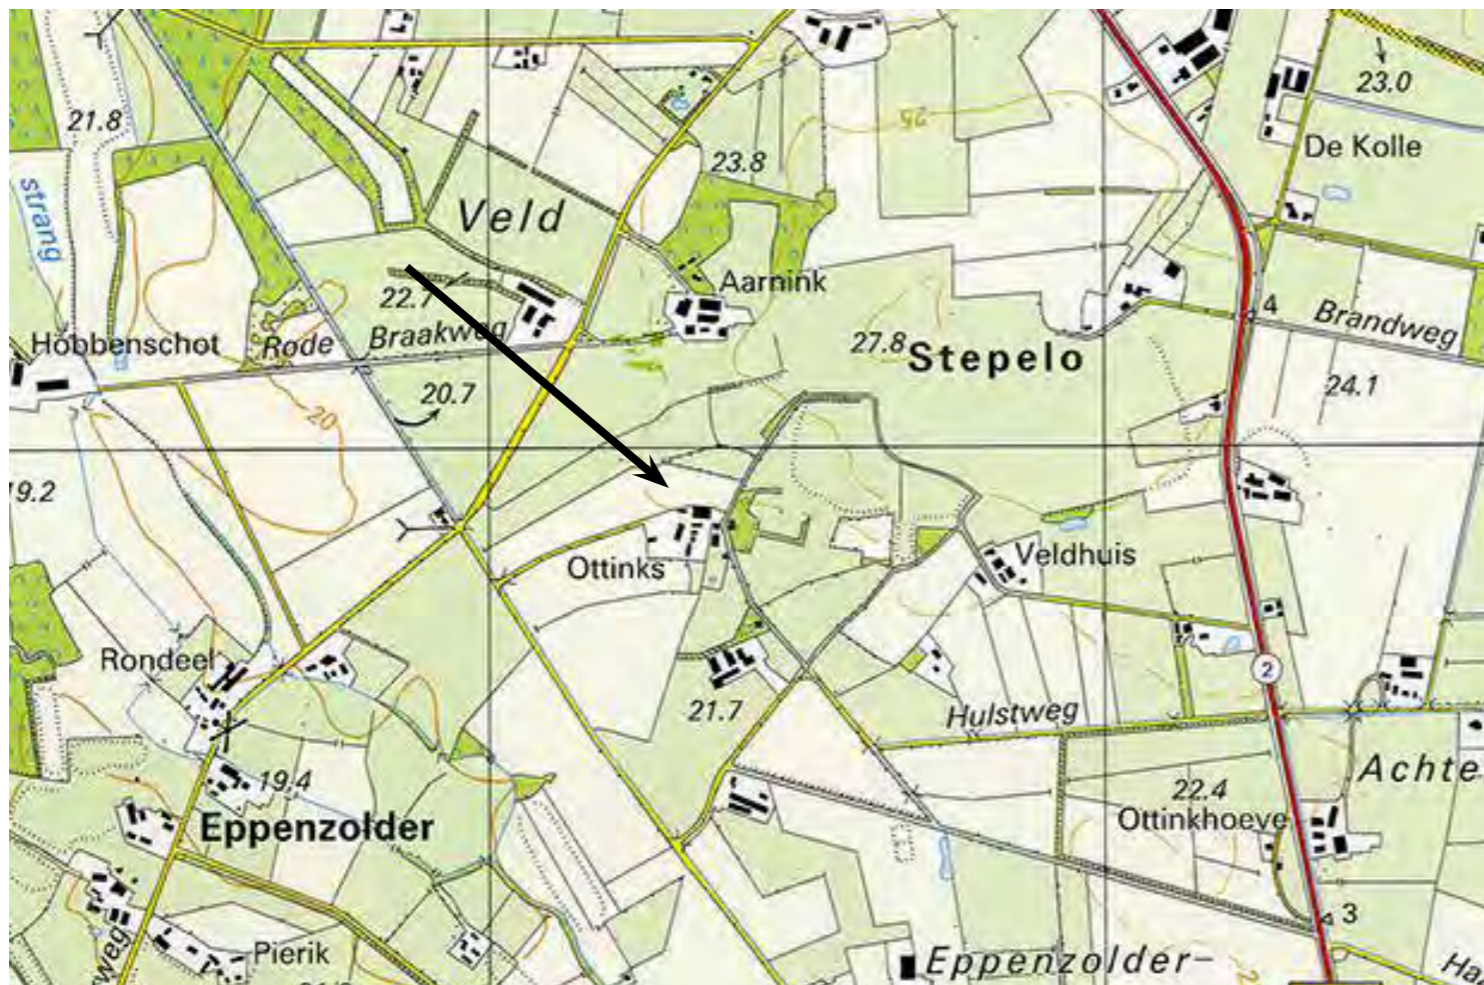 21.8
strang
Veld
23.8
25
23.0
De Kolle
22.7
Braakweg
Aarnink
Hobbenschot
Rode
20.7
20
27.8
Stepelo
4
Brandweg
24.1
19.2
Ottinks
Veldhuis
Rondeel
2
21.7
Hulstweg
Achte
19.4
22.4
Ottinkhoeve
Eppenzolder
3
Pierik
Eppenzolder-